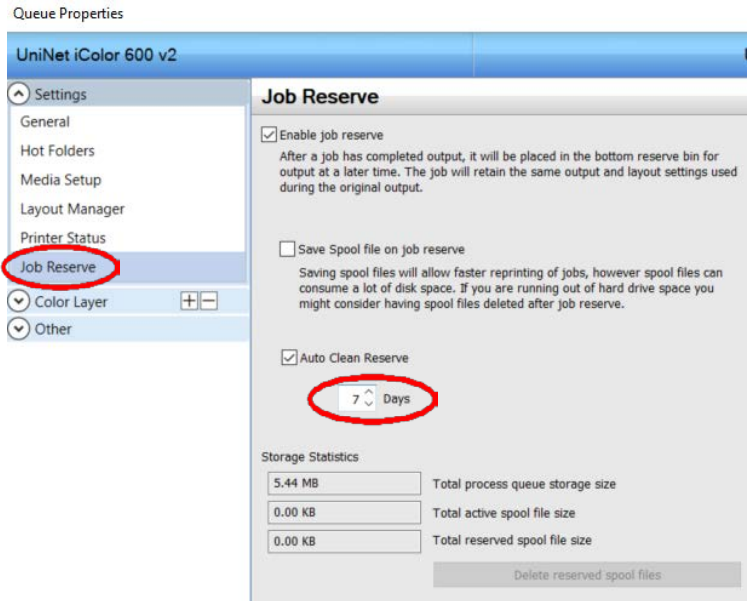 Queue Properties
UniNet iColor 600 v2
Settings
General
Hot Folders
Media Setup
Layout Manager
Printer Status
Job Reserve
Color Layer
Other
Job Reserve
Enable job reserve
After a job has completed output, it will be placed in the bottom reserve bin for
output at a later time. The job will retain the same output and layout settings used
during the original output.
Save Spool file on job reserve
Saving spool files will allow faster reprinting of jobs, however spool files can
consume a lot of disk space. If you are running out of hard drive space you
might consider having spool files deleted after job reserve.
Auto Clean Reserve
7 Days
Storage Statistics
5.44 MB Total process queue storage size
0.00 KB Total active spool file size
0.00 KB Total reserved spool file size
Delete reserved spool files